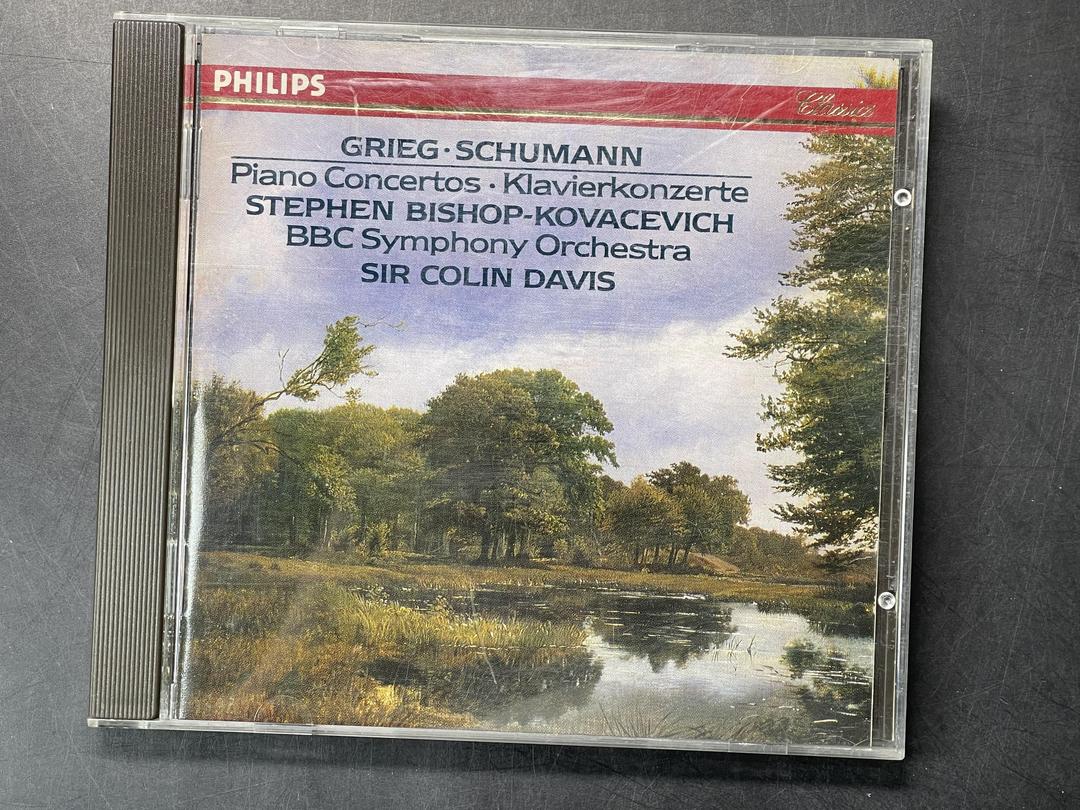 PHILIPS
Classics
GRIEG · SCHUMANN
Piano Concertos · Klavierkonzerte
STEPHEN BISHOP-KOVACEVICH
BBC Symphony Orchestra
SIR COLIN DAVIS